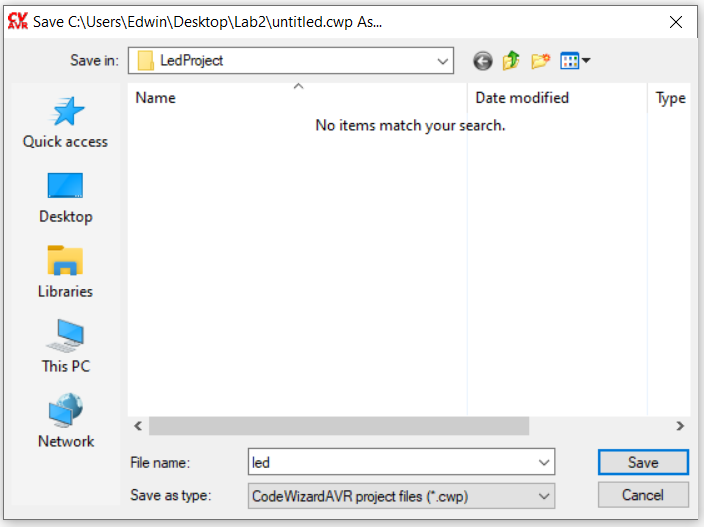 CV AVR Save C:\Users\Edwin\Desktop\Lab2\untitled.cwp As...
Save in: LedProject
Name Date modified Type
No items match your search.
Quick access
Desktop
Libraries
This PC
Network
File name: led Save
Save as type: CodeWizardAVR project files (*.cwp) Cancel